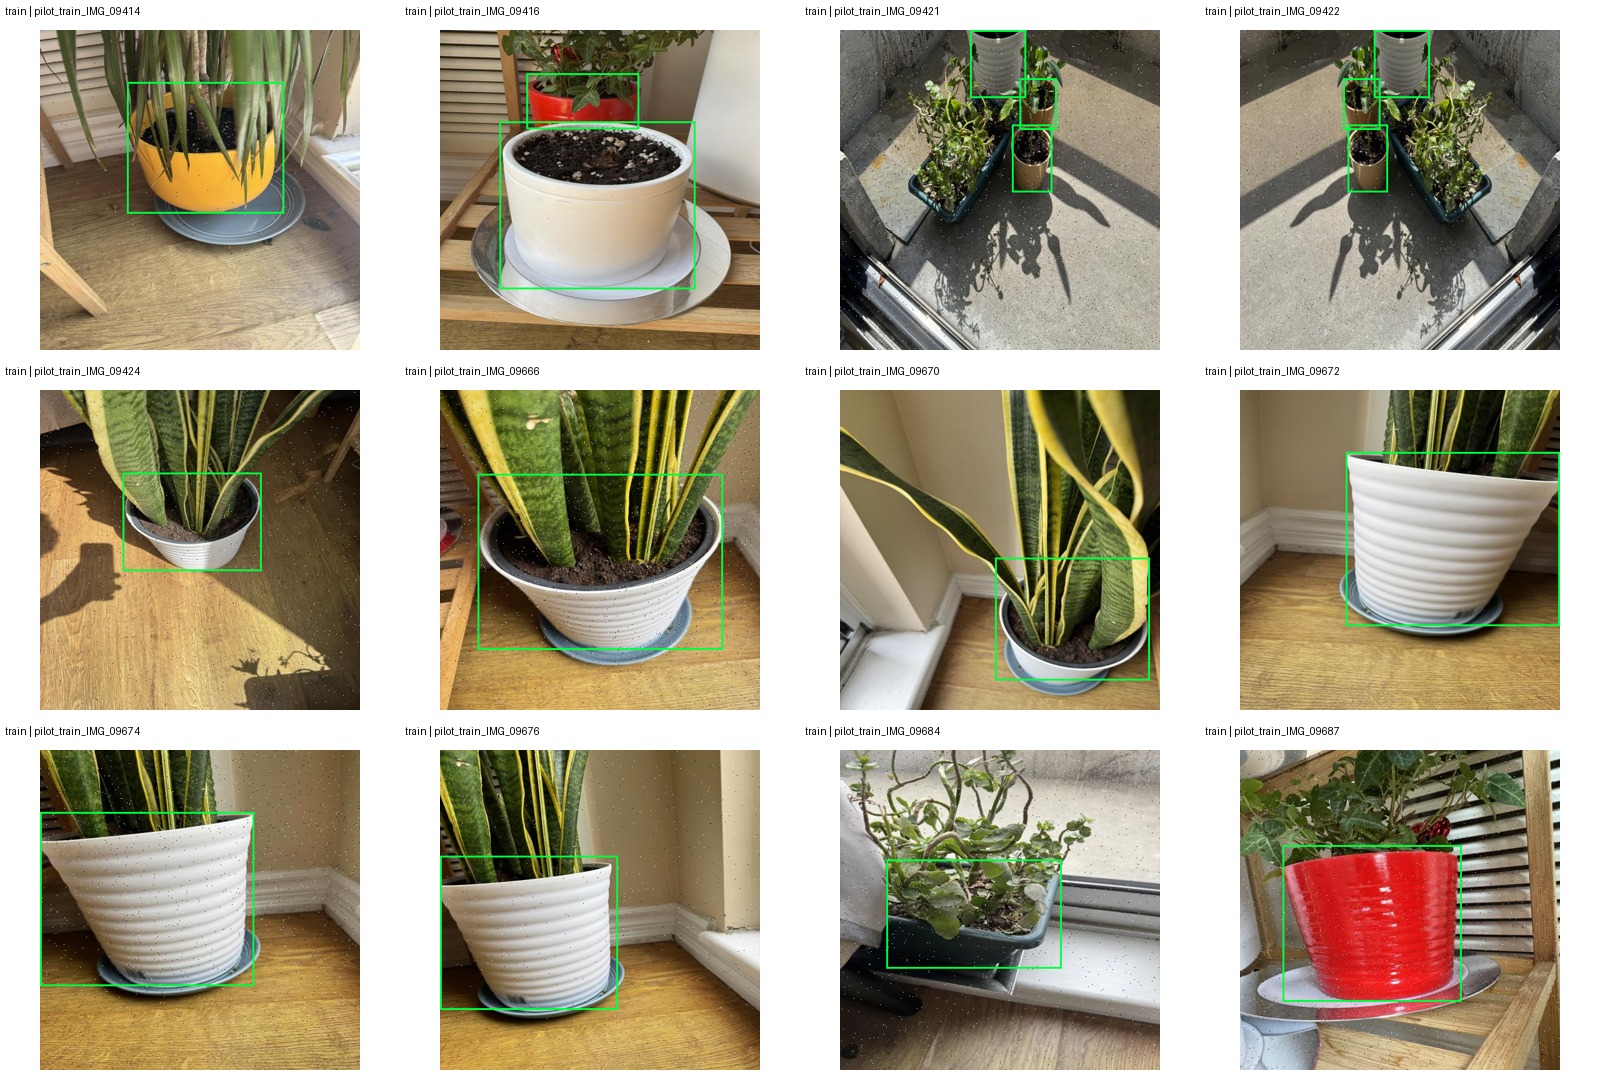 train | pilot_train_IMG_09414
train | pilot_train_IMG_09416
train | pilot_train_IMG_09421
train | pilot_train_IMG_09422
train | pilot_train_IMG_09424
train | pilot_train_IMG_09666
train | pilot_train_IMG_09670
train | pilot_train_IMG_09672
train | pilot_train_IMG_09674
train | pilot_train_IMG_09676
train | pilot_train_IMG_09684
train | pilot_train_IMG_09687